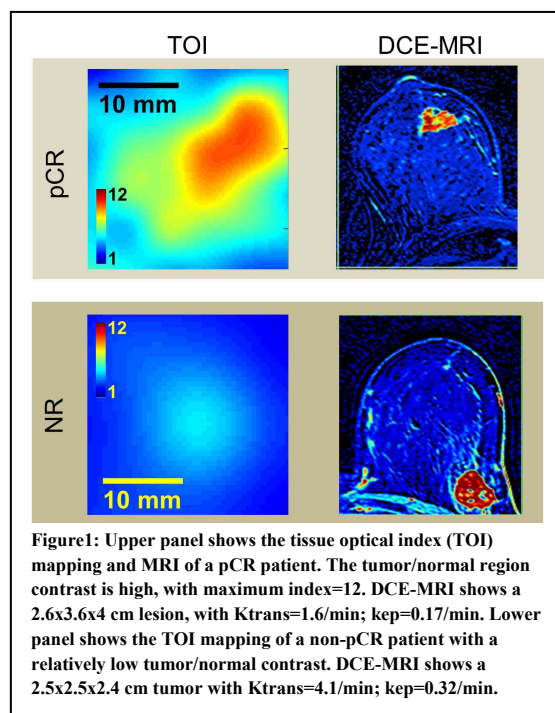 TOI DCE-MRI
pCR
10 mm
12
1
NR
12
1
10 mm
Figure1: Upper panel shows the tissue optical index (TOI)
mapping and MRI of a pCR patient. The tumor/normal region
contrast is high, with maximum index=12. DCE-MRI shows a
2.6x3.6x4 cm lesion, with Ktrans=1.6/min; kep=0.17/min. Lower
panel shows the TOI mapping of a non-pCR patient with a
relatively low tumor/normal contrast. DCE-MRI shows a
2.5x2.5x2.4 cm tumor with Ktrans=4.1/min; kep=0.32/min.